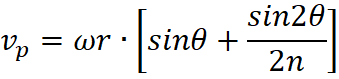 v_p = ωr · [sinθ + sin2θ / 2n]